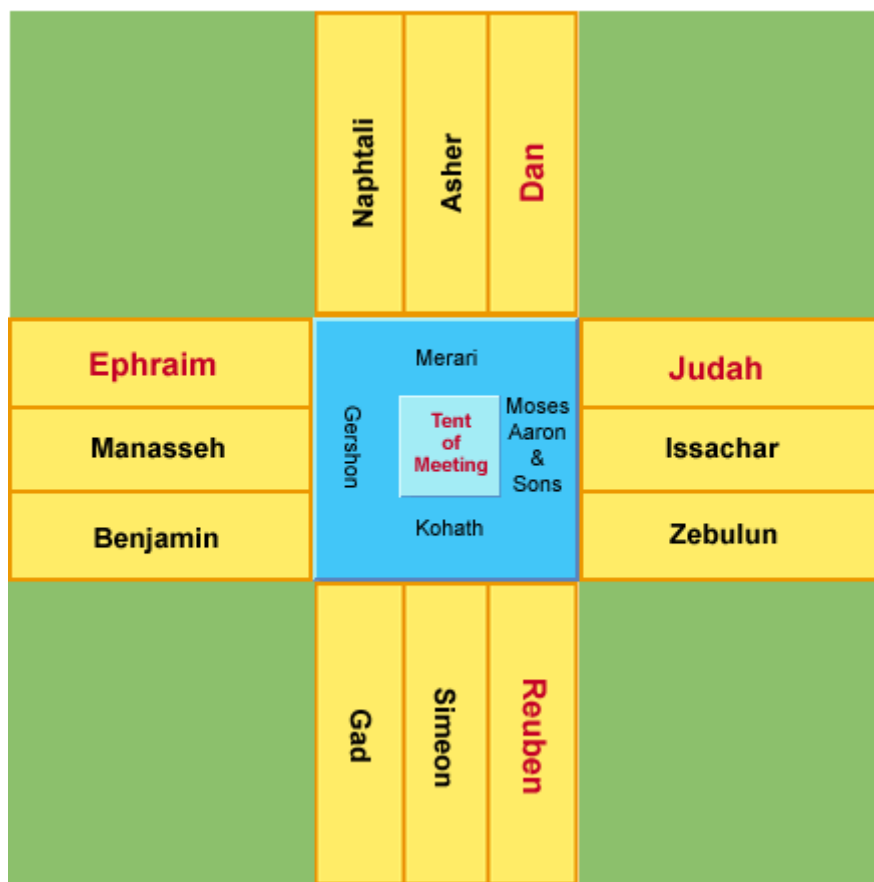 Naphtali
Asher
Dan
Ephraim
Manasseh
Benjamin
Merari
Gershon
Tent
of
Meeting
Moses
Aaron
&
Sons
Kohath
Judah
Issachar
Zebulun
Gad
Simeon
Reuben